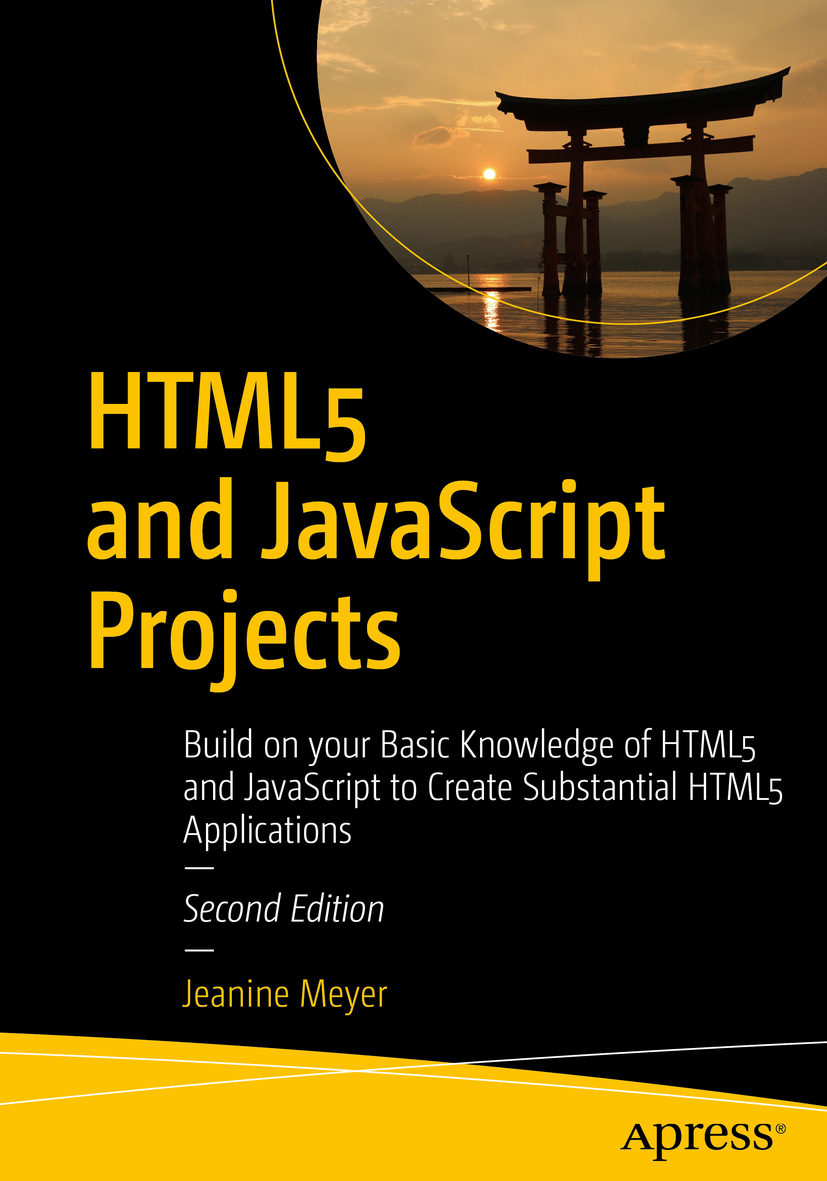 HTML5
and JavaScript
Projects
Build on your Basic Knowledge of HTML5
and JavaScript to Create Substantial HTML5
Applications
—
Second Edition
—
Jeanine Meyer
Apress®